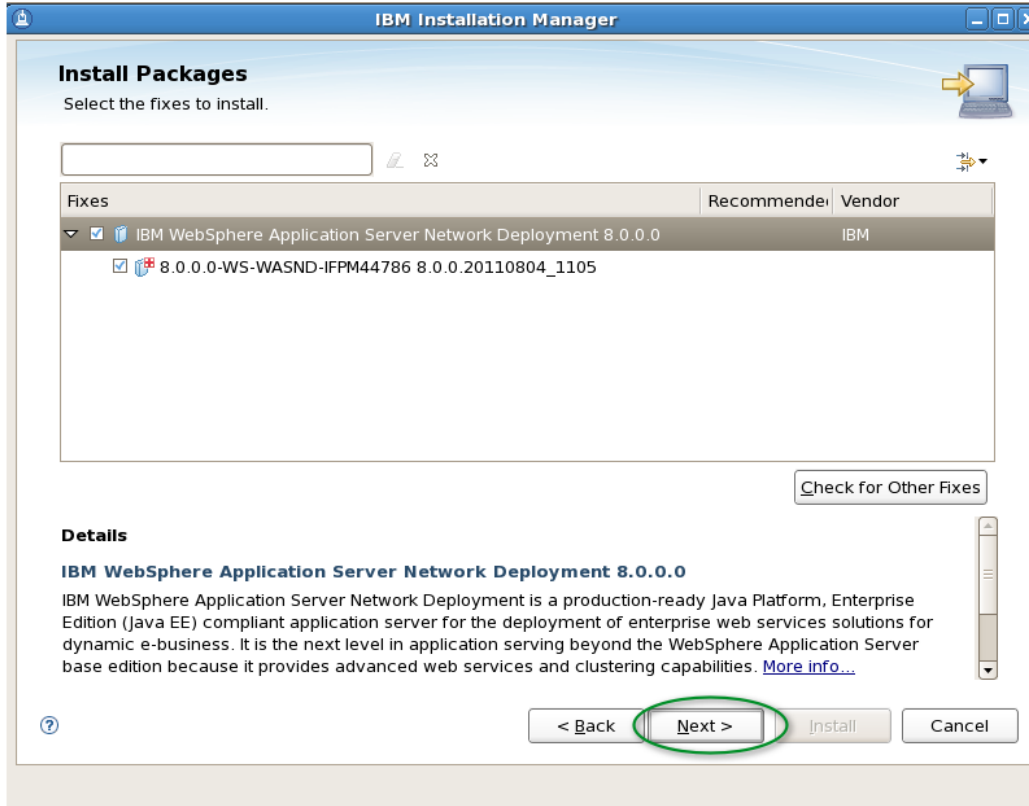 IBM Installation Manager
Install Packages
Select the fixes to install.
Fixes
Recommende
Vendor
IBM WebSphere Application Server Network Deployment 8.0.0.0
IBM
8.0.0.0-WS-WASND-IFPM44786 8.0.0.20110804_1105
Check for Other Fixes
Details
IBM WebSphere Application Server Network Deployment 8.0.0.0
IBM WebSphere Application Server Network Deployment is a production-ready Java Platform, Enterprise
Edition (Java EE) compliant application server for the deployment of enterprise web services solutions for
dynamic e-business. It is the next level in application serving beyond the WebSphere Application Server
base edition because it provides advanced web services and clustering capabilities. More info...
?
< Back
Next >
Install
Cancel